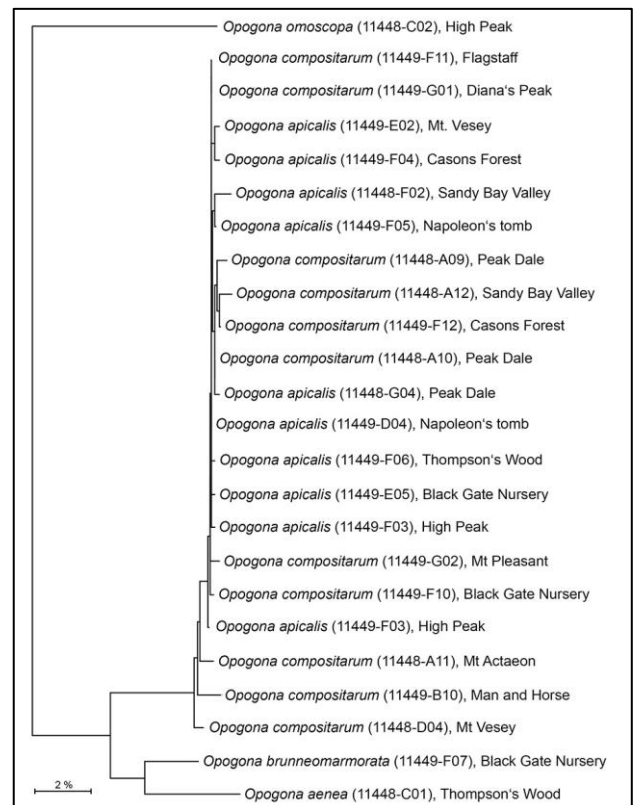 Opogona omoscopa (11448-C02), High Peak
Opogona compositarum (11449-F11), Flagstaff
Opogona compositarum (11449-G01), Diana‘s Peak
Opogona apicalis (11449-E02), Mt. Vesey
Opogona apicalis (11449-F04), Casons Forest
Opogona apicalis (11448-F02), Sandy Bay Valley
Opogona apicalis (11449-F05), Napoleon‘s tomb
Opogona compositarum (11448-A09), Peak Dale
Opogona compositarum (11448-A12), Sandy Bay Valley
Opogona compositarum (11449-F12), Casons Forest
Opogona compositarum (11448-A10), Peak Dale
Opogona apicalis (11448-G04), Peak Dale
Opogona apicalis (11449-D04), Napoleon‘s tomb
Opogona apicalis (11449-F06), Thompson‘s Wood
Opogona apicalis (11449-E05), Black Gate Nursery
Opogona apicalis (11449-F03), High Peak
Opogona compositarum (11449-G02), Mt Pleasant
Opogona compositarum (11449-F10), Black Gate Nursery
Opogona apicalis (11449-F03), High Peak
Opogona compositarum (11448-A11), Mt Actaeon
Opogona compositarum (11449-B10), Man and Horse
Opogona compositarum (11448-D04), Mt Vesey
Opogona brunneomarmorata (11449-F07), Black Gate Nursery
Opogona aenea (11448-C01), Thompson‘s Wood
2 %